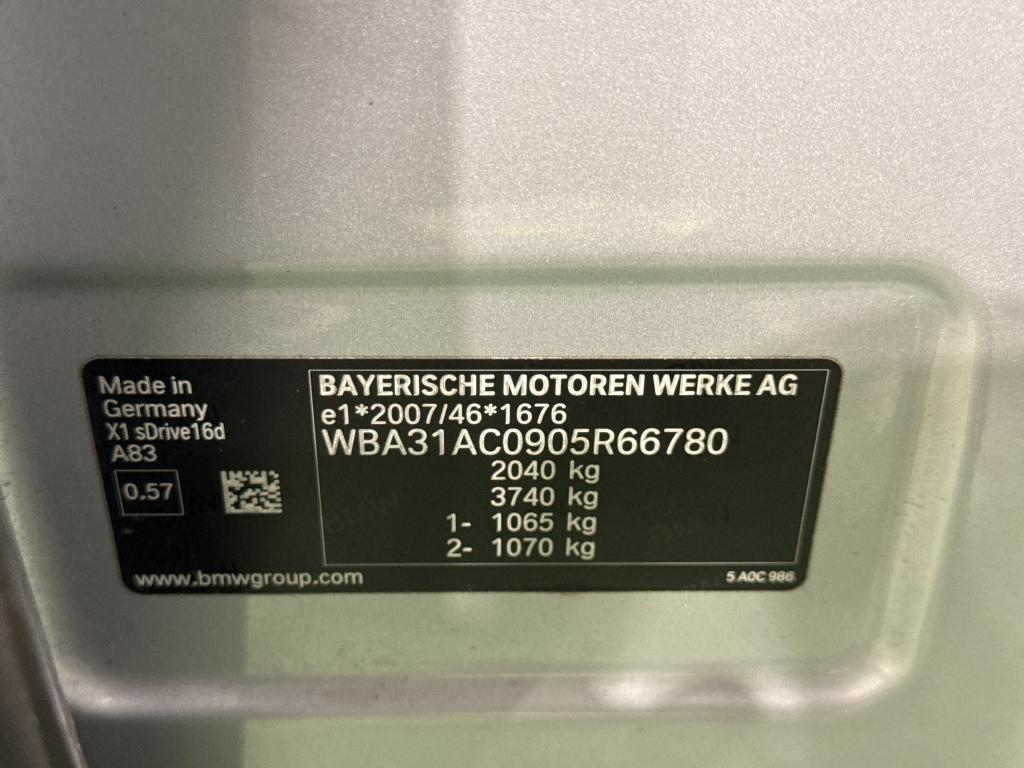 Made in
Germany
X1 sDrive16d
A83
0.57
BAYERISCHE MOTOREN WERKE AG
e1*2007/46*1676
WBA31AC0905R66780
2040 kg
3740 kg
1- 1065 kg
2- 1070 kg
www.bmwgroup.com
5 A0C 986